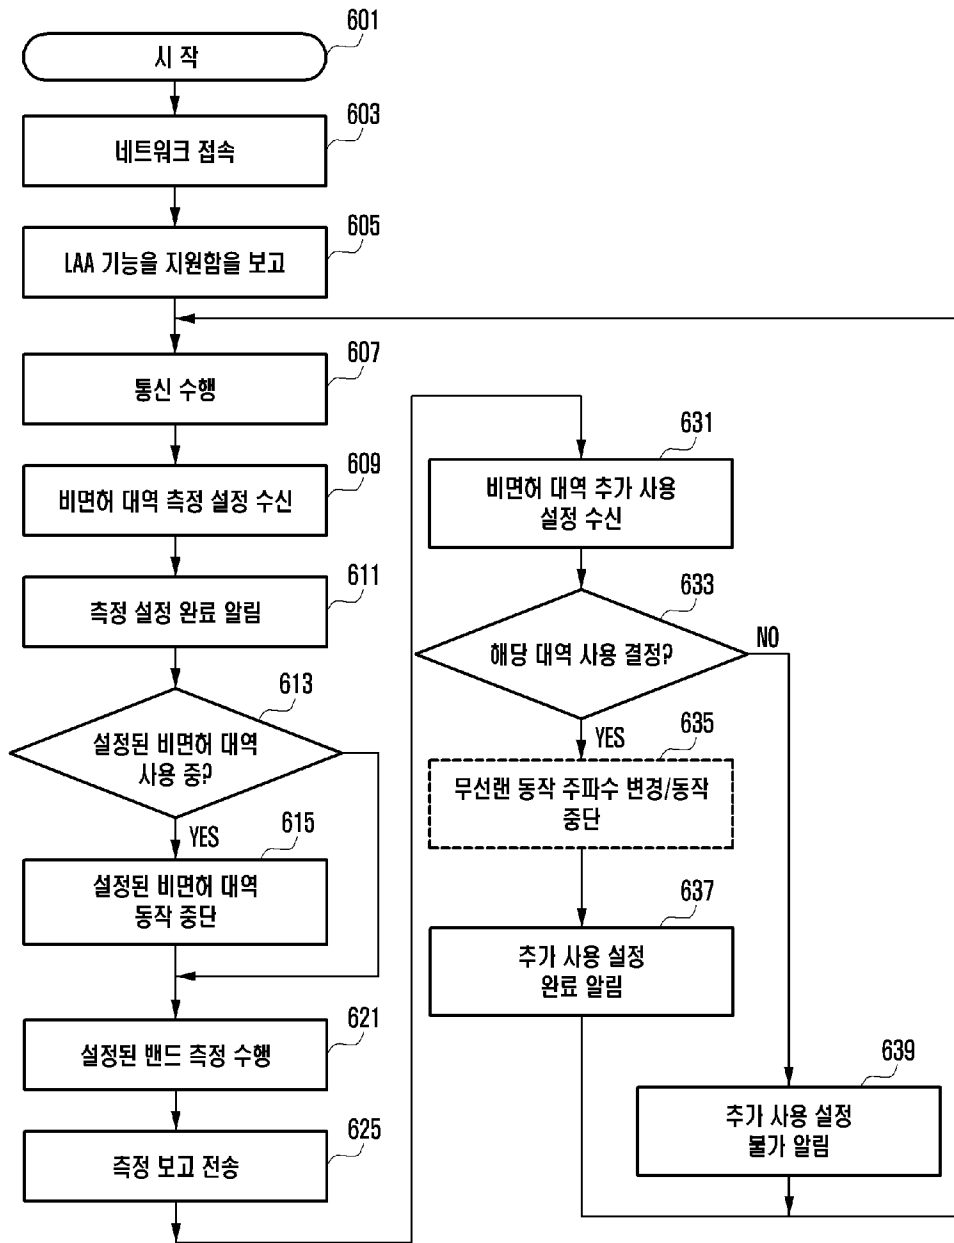 601
시 작
603
네트워크 접속
605
LAA 기능을 지원함을 보고
607
통신 수행
609
비면허 대역 측정 설정 수신
611
측정 설정 완료 알림
613
설정된 비면허 대역
사용 중?
YES
615
설정된 비면허 대역
동작 중단
621
설정된 밴드 측정 수행
625
측정 보고 전송
631
비면허 대역 추가 사용
설정 수신
633
해당 대역 사용 결정?
NO
YES
635
무선랜 동작 주파수 변경/동작
중단
637
추가 사용 설정
완료 알림
639
추가 사용 설정
불가 알림